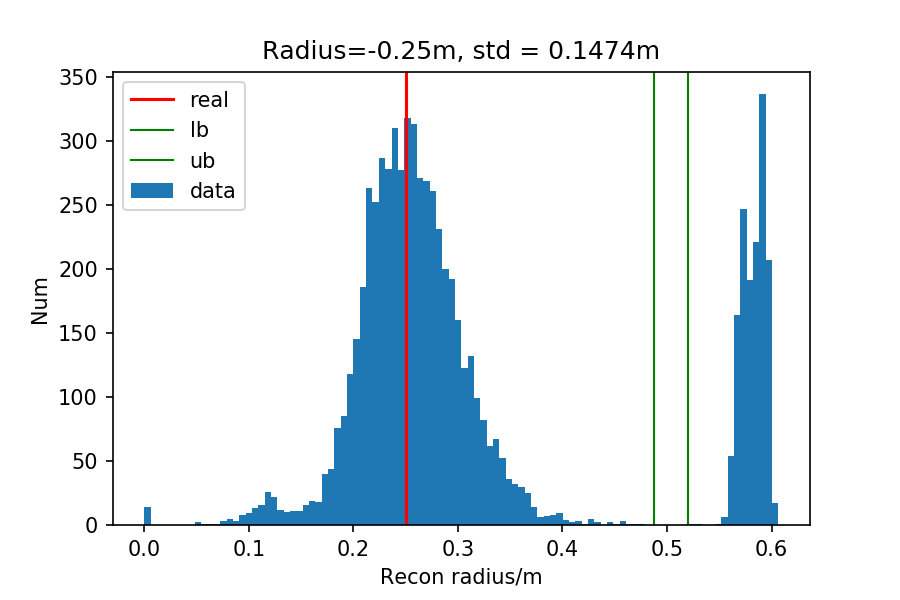 Radius=-0.25m, std = 0.1474m
350
300
250
200
150
100
50
0
Num
real
lb
ub
data
0.0 0.1 0.2 0.3 0.4 0.5 0.6
Recon radius/m